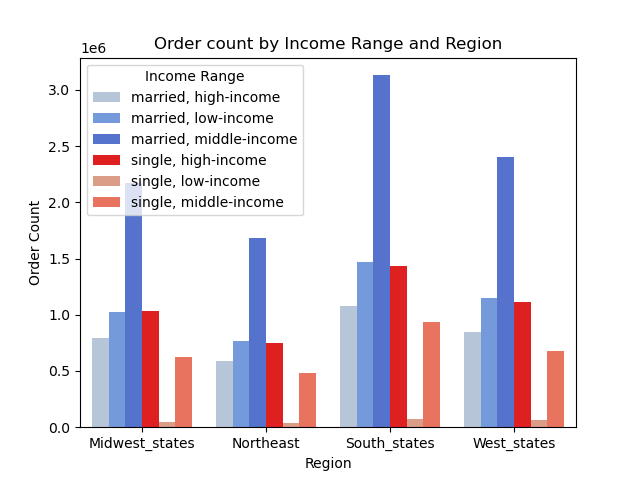 Order count by Income Range and Region
1e6
Income Range
married, high-income
married, low-income
married, middle-income
single, high-income
single, low-income
single, middle-income
3.0
2.5
2.0
1.5
1.0
0.5
0.0
Order Count
Midwest_states Northeast South_states West_states
Region